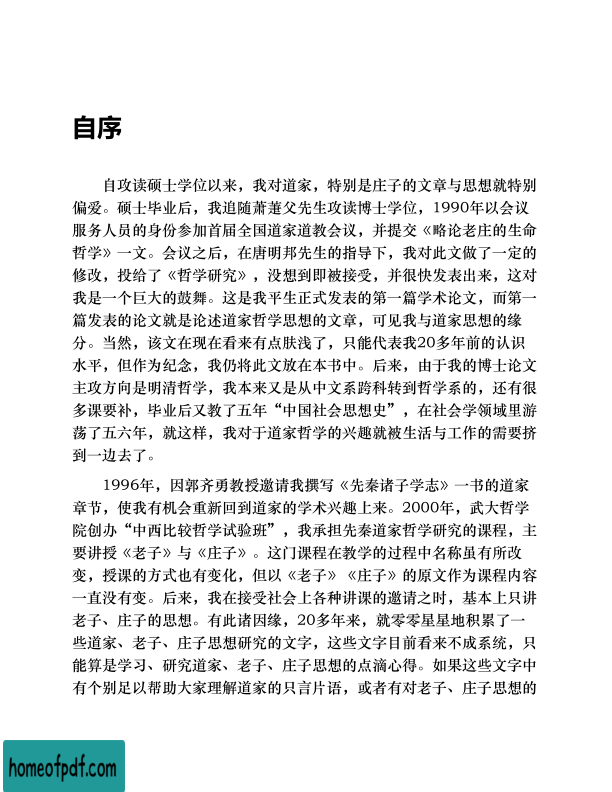 自序
自攻读硕士学位以来，我对道家，特别是庄子的文章与思想就特别
偏爱。硕士毕业后，我追随萧萐父先生攻读博士学位，1990年以会议
服务人员的身份参加首届全国道家道教会议，并提交《略论老庄的生命
哲学》一文。会议之后，在唐明邦先生的指导下，我对此文做了一定的
修改，投给了《哲学研究》，没想到即被接受，并很快发表出来，这对
我是一个巨大的鼓舞。这是我平生正式发表的第一篇学术论文，而第一
篇发表的论文就是论述道家哲学思想的文章，可见我与道家思想的缘
分。当然，该文在现在看来有点肤浅了，只能代表我20多年前的认识
水平，但作为纪念，我仍将此文放在本书中。后来，由于我的博士论文
主攻方向是明清哲学，我本来又是从中文系跨科转到哲学系的，还有很
多课要补，毕业后又教了五年“中国社会思想史”，在社会学领域里游
荡了五六年，就这样，我对于道家哲学的兴趣就被生活与工作的需要挤
到一边去了。
1996年，因郭齐勇教授邀请我撰写《先秦诸子学志》一书的道家
章节，使我有机会重新回到道家的学术兴趣上来。2000年，武大哲学
院创办“中西比较哲学试验班”，我承担先秦道家哲学研究的课程，主
要讲授《老子》与《庄子》。这门课程在教学的过程中名称虽有所改
变，授课的方式也有变化，但以《老子》《庄子》的原文作为课程内容
一直没有变。后来，我在接受社会上各种讲课的邀请之时，基本上只讲
老子、庄子的思想。有此诸因缘，20多年来，就零零星星地积累了一
些道家、老子、庄子思想研究的文字，这些文字目前看来不成系统，只
能算是学习、研究道家、老子、庄子思想的点滴心得。如果这些文字中
有个别足以帮助大家理解道家的只言片语，或者有对老子、庄子思想的
homeofpdf.com